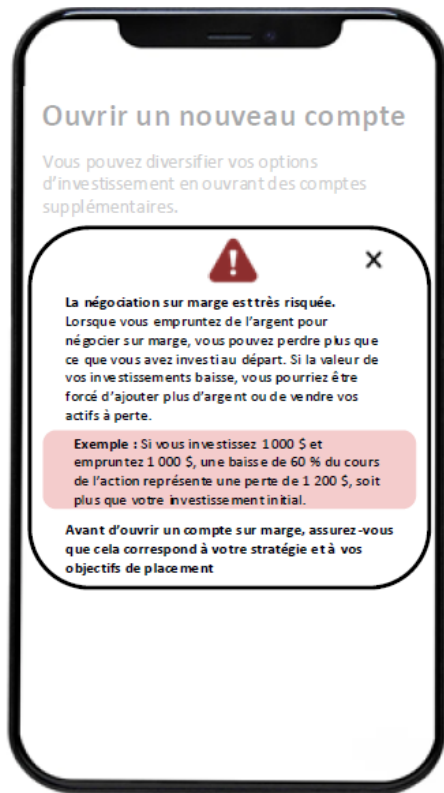 Ouvrir un nouveau compte
Vous pouvez diversifier vos options
d'investissement en ouvrant des comptes
supplémentaires.
La négociation sur marge est très risquée.
Lorsque vous empruntez de l'argent pour
négocier sur marge, vous pouvez perdre plus que
ce que vous avez investi au départ. Si la valeur de
vos investissements baisse, vous pourriez être
forcé d'ajouter plus d'argent ou de vendre vos
actifs à perte.
Exemple : Si vous investissez 1 000 $ et
empruntez 1 000 $, une baisse de 60 % du cours
de l'action représente une perte de 1 200 $, soit
plus que votre investissement initial.
Avant d'ouvrir un compte sur marge, assurez-vous
que cela correspond à votre stratégie et à vos
objectifs de placement